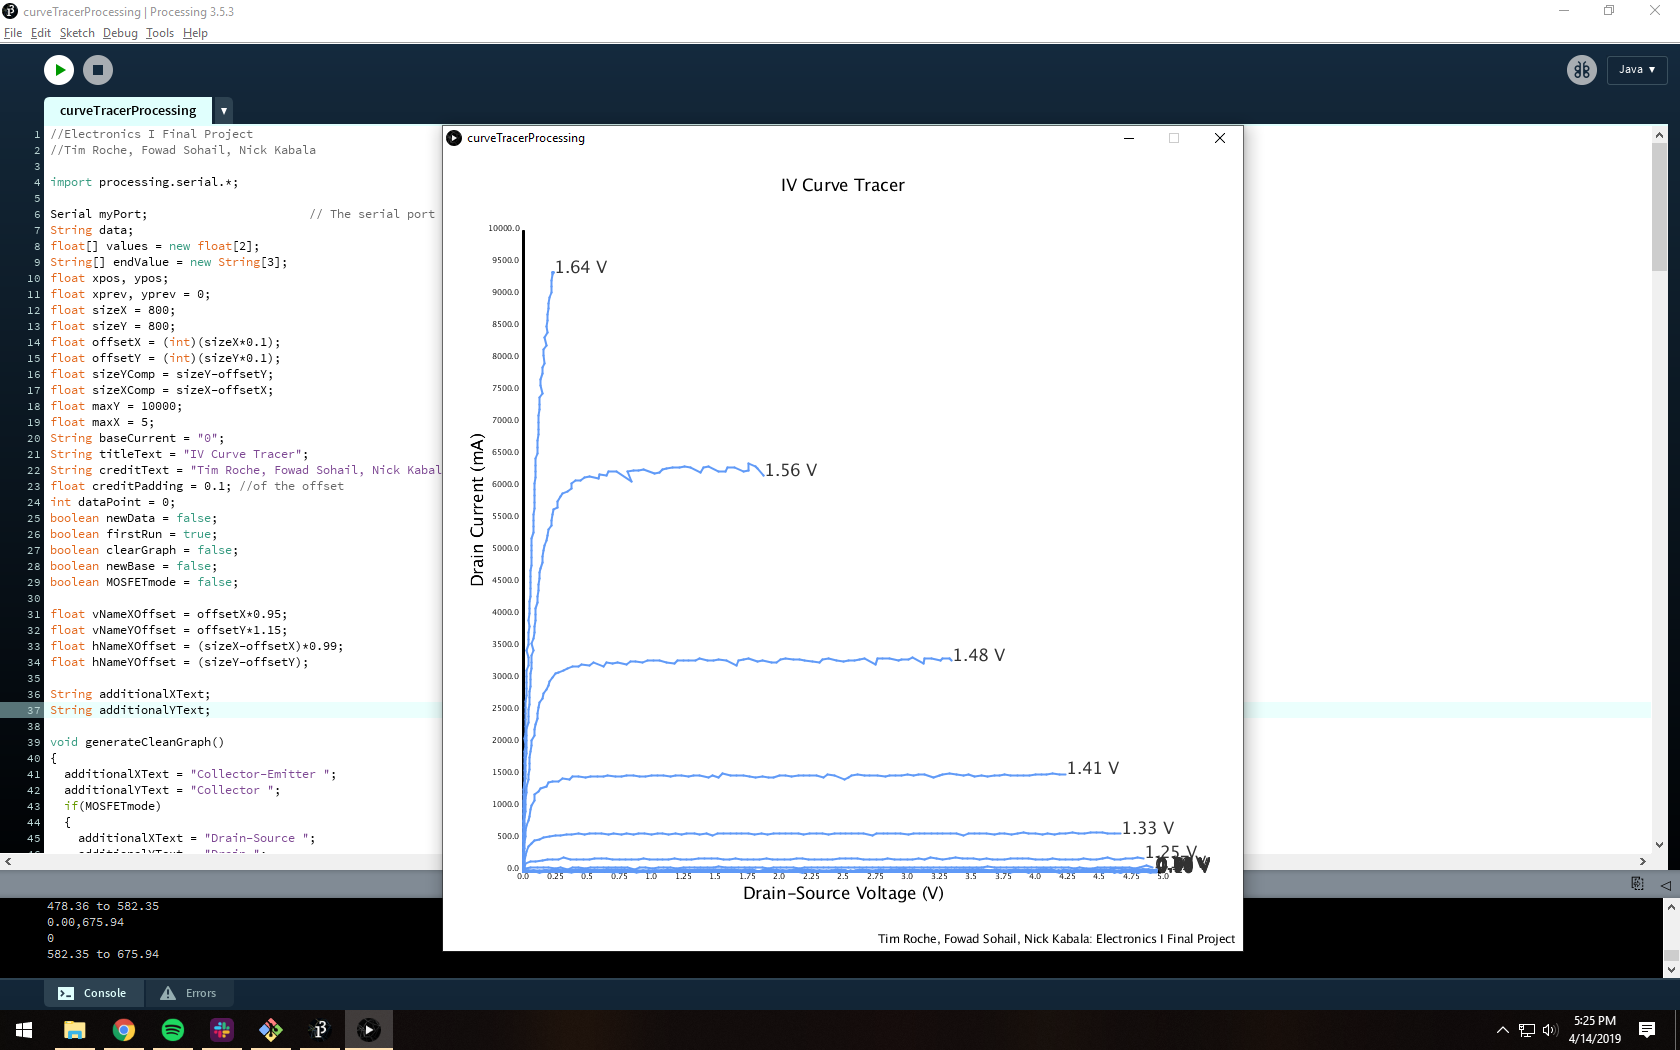 curveTracerProcessing | Processing 3.5.3
File Edit Sketch Debug Tools Help
Java ▼
curveTracerProcessing ▼
1 //Electronics I Final Project
2 //Tim Roche, Fowad Sohail, Nick Kabala
3
4 import processing.serial.*;
5
6 Serial myPort; // The serial port
7 String data;
8 float[] values = new float[2];
9 String[] endValue = new String[3];
10 float xpos, ypos;
11 float xprev, yprev = 0;
12 float sizeX = 800;
13 float sizeY = 800;
14 float offsetX = (int)(sizeX*0.1);
15 float offsetY = (int)(sizeY*0.1);
16 float sizeYComp = sizeY-offsetY;
17 float sizeXComp = sizeX-offsetX;
18 float maxY = 10000;
19 float maxX = 5;
20 String baseCurrent = "0";
21 String titleText = "IV Curve Tracer";
22 String creditText = "Tim Roche, Fowad Sohail, Nick Kabal
23 float creditPadding = 0.1; //of the offset
24 int dataPoint = 0;
25 boolean newData = false;
26 boolean firstRun = true;
27 boolean clearGraph = false;
28 boolean newBase = false;
29 boolean MOSFETmode = false;
30
31 float vNameXOffset = offsetX*0.95;
32 float vNameYOffset = offsetY*1.15;
33 float hNameXOffset = (sizeX-offsetX)*0.99;
34 float hNameYOffset = (sizeY-offsetY);
35
36 String additionalXText;
37 String additionalYText;
38
39 void generateCleanGraph()
40 {
41 additionalXText = "Collector-Emitter ";
42 additionalYText = "Collector ";
43 if(MOSFETmode)
44 {
45 additionalXText = "Drain-Source ";
curveTracerProcessing
IV Curve Tracer
10000.0
9500.0
9000.0
8500.0
8000.0
7500.0
7000.0
6500.0
6000.0
5500.0
5000.0
4500.0
4000.0
3500.0
3000.0
2500.0
2000.0
1500.0
1000.0
500.0
0.0
Drain Current (mA)
1.64 V
1.56 V
1.48 V
1.41 V
1.33 V
1.25 V
0.0 0.25 0.5 0.75 1.0 1.25 1.5 1.75 2.0 2.25 2.5 2.75 3.0 3.25 3.5 3.75 4.0 4.25 4.5 4.75 5.0
Drain-Source Voltage (V)
Tim Roche, Fowad Sohail, Nick Kabala: Electronics I Final Project
478.36 to 582.35
0.00,675.94
0
582.35 to 675.94
Console Errors
5:25 PM
4/14/2019